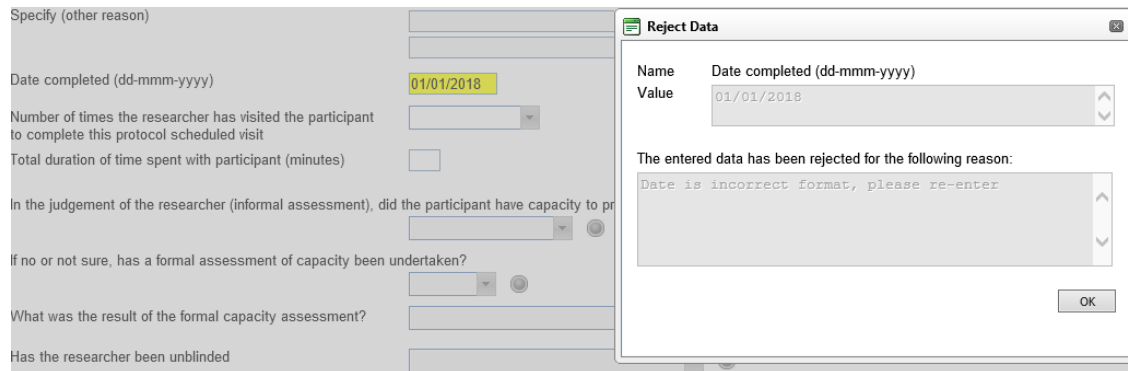 Specify (other reason)
Date completed (dd-mmm-yyyy)
01/01/2018
Number of times the researcher has visited the participant
to complete this protocol scheduled visit
Total duration of time spent with participant (minutes)
In the judgement of the researcher (informal assessment), did the participant have capacity to pr
If no or not sure, has a formal assessment of capacity been undertaken?
What was the result of the formal capacity assessment?
Has the researcher been unblinded
Reject Data
Name
Date completed (dd-mmm-yyyy)
Value
01/01/2018
The entered data has been rejected for the following reason:
Date is incorrect format, please re-enter
OK